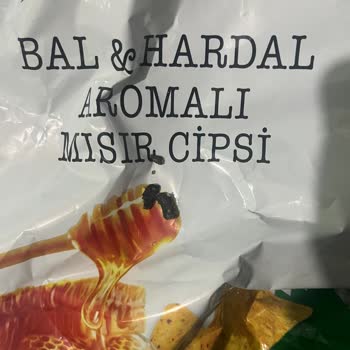 BAL & HARDAL
AROMALI
MISIR CİPSİ